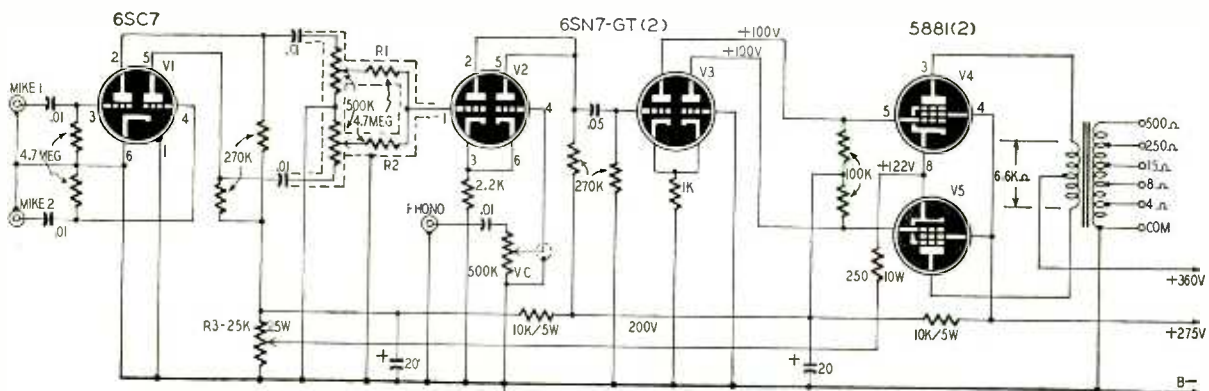 6SC7
6SN7-GT(2)
5881(2)
.01
R1
+100V
+100V
2
5
V1
2
5
V2
V3
3
V4
MIKE 1
.01
3
4
500K
4.7MEG
1
4
.05
5
4
500Ω
250Ω
15Ω
8Ω
4Ω
COM
4.7MEG
6
1
270K
R2
3
6
270K
1K
100K
+122V
8
6.6KΩ
V5
MIKE 2
.01
.01
2.2K
PHONO
.01
500K
VC
250
10W
+360V
R3-25K
25W
10K/5W
200V
10K/5W
+275V
+
20
+
20
B-